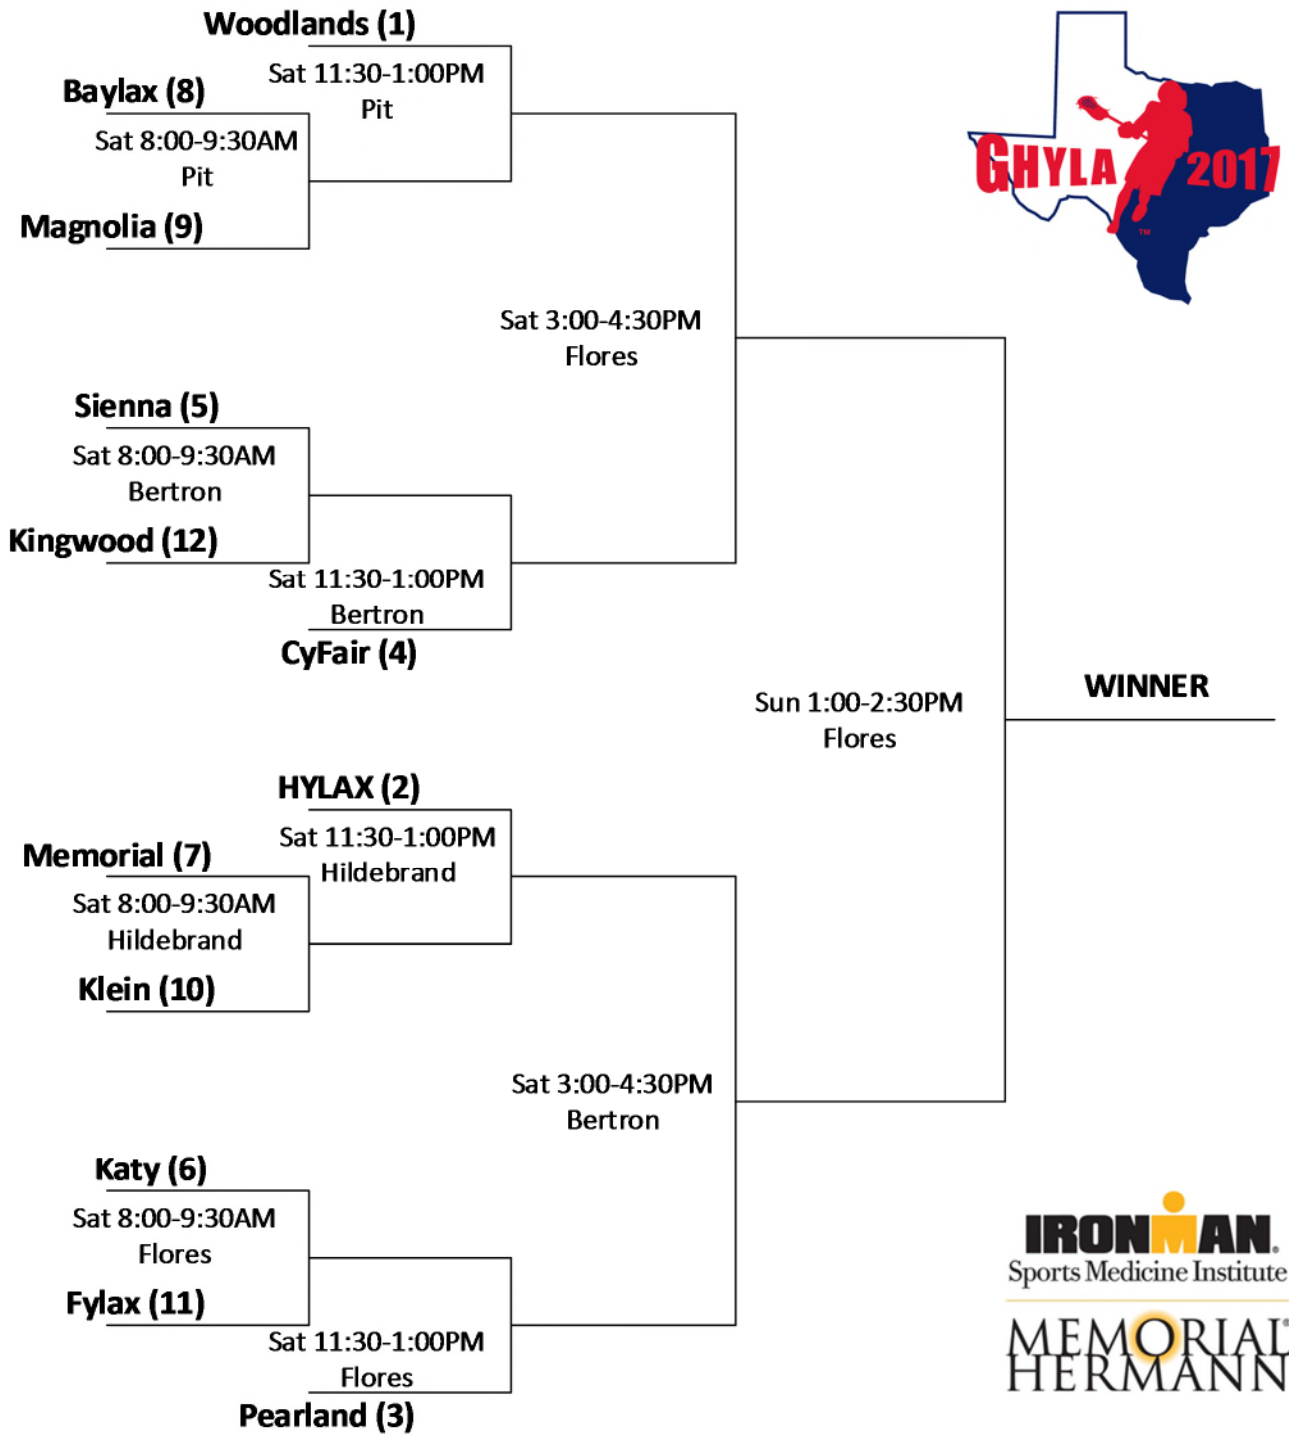 Woodlands (1)
Sat 11:30-1:00PM
Pit
Baylax (8)
Sat 8:00-9:30AM
Pit
Magnolia (9)
GHYLA 2017
TM
Sat 3:00-4:30PM
Flores
Sienna (5)
Sat 8:00-9:30AM
Bertron
Kingwood (12)
Sat 11:30-1:00PM
Bertron
CyFair (4)
Sun 1:00-2:30PM
Flores
WINNER
HYLAX (2)
Sat 11:30-1:00PM
Hildebrand
Memorial (7)
Sat 8:00-9:30AM
Hildebrand
Klein (10)
Sat 3:00-4:30PM
Bertron
Katy (6)
Sat 8:00-9:30AM
Flores
Fylax (11)
Sat 11:30-1:00PM
Flores
Pearland (3)
IRONMAN®
Sports Medicine Institute
MEMORIAL®
HERMANN